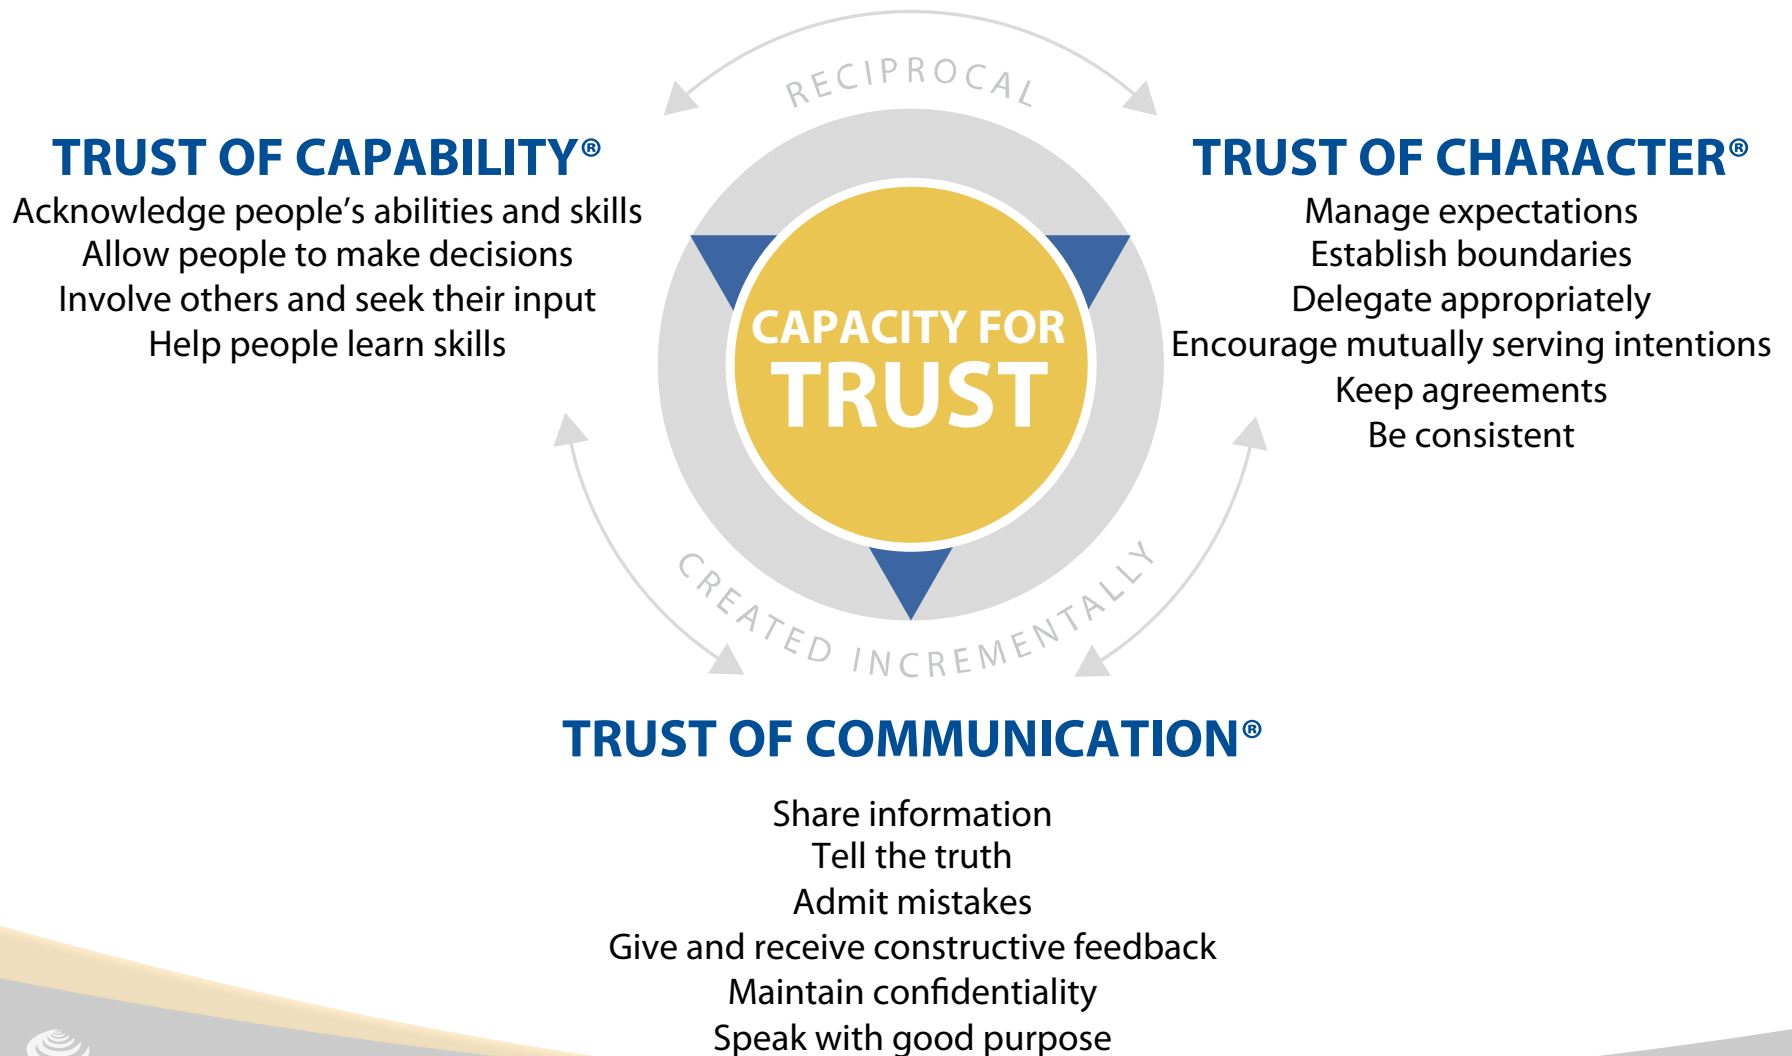 RECIPROCAL
TRUST OF CAPABILITY®
Acknowledge people’s abilities and skills
Allow people to make decisions
Involve others and seek their input
Help people learn skills
TRUST OF CHARACTER®
Manage expectations
Establish boundaries
Delegate appropriately
Encourage mutually serving intentions
Keep agreements
Be consistent
CAPACITY FOR
TRUST
CREATED INCREMENTALLY
TRUST OF COMMUNICATION®
Share information
Tell the truth
Admit mistakes
Give and receive constructive feedback
Maintain confidentiality
Speak with good purpose